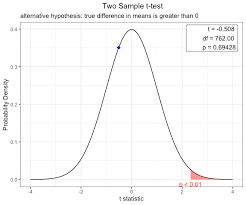 Two Sample t-test
alternative hypothesis: true difference in means is greater than 0
t = -0.508
df = 762.00
p = 0.69428
0.4
0.3
0.2
0.1
0.0
Probability Density
p < 0.01
-4
-2
0
2
4
t statistic